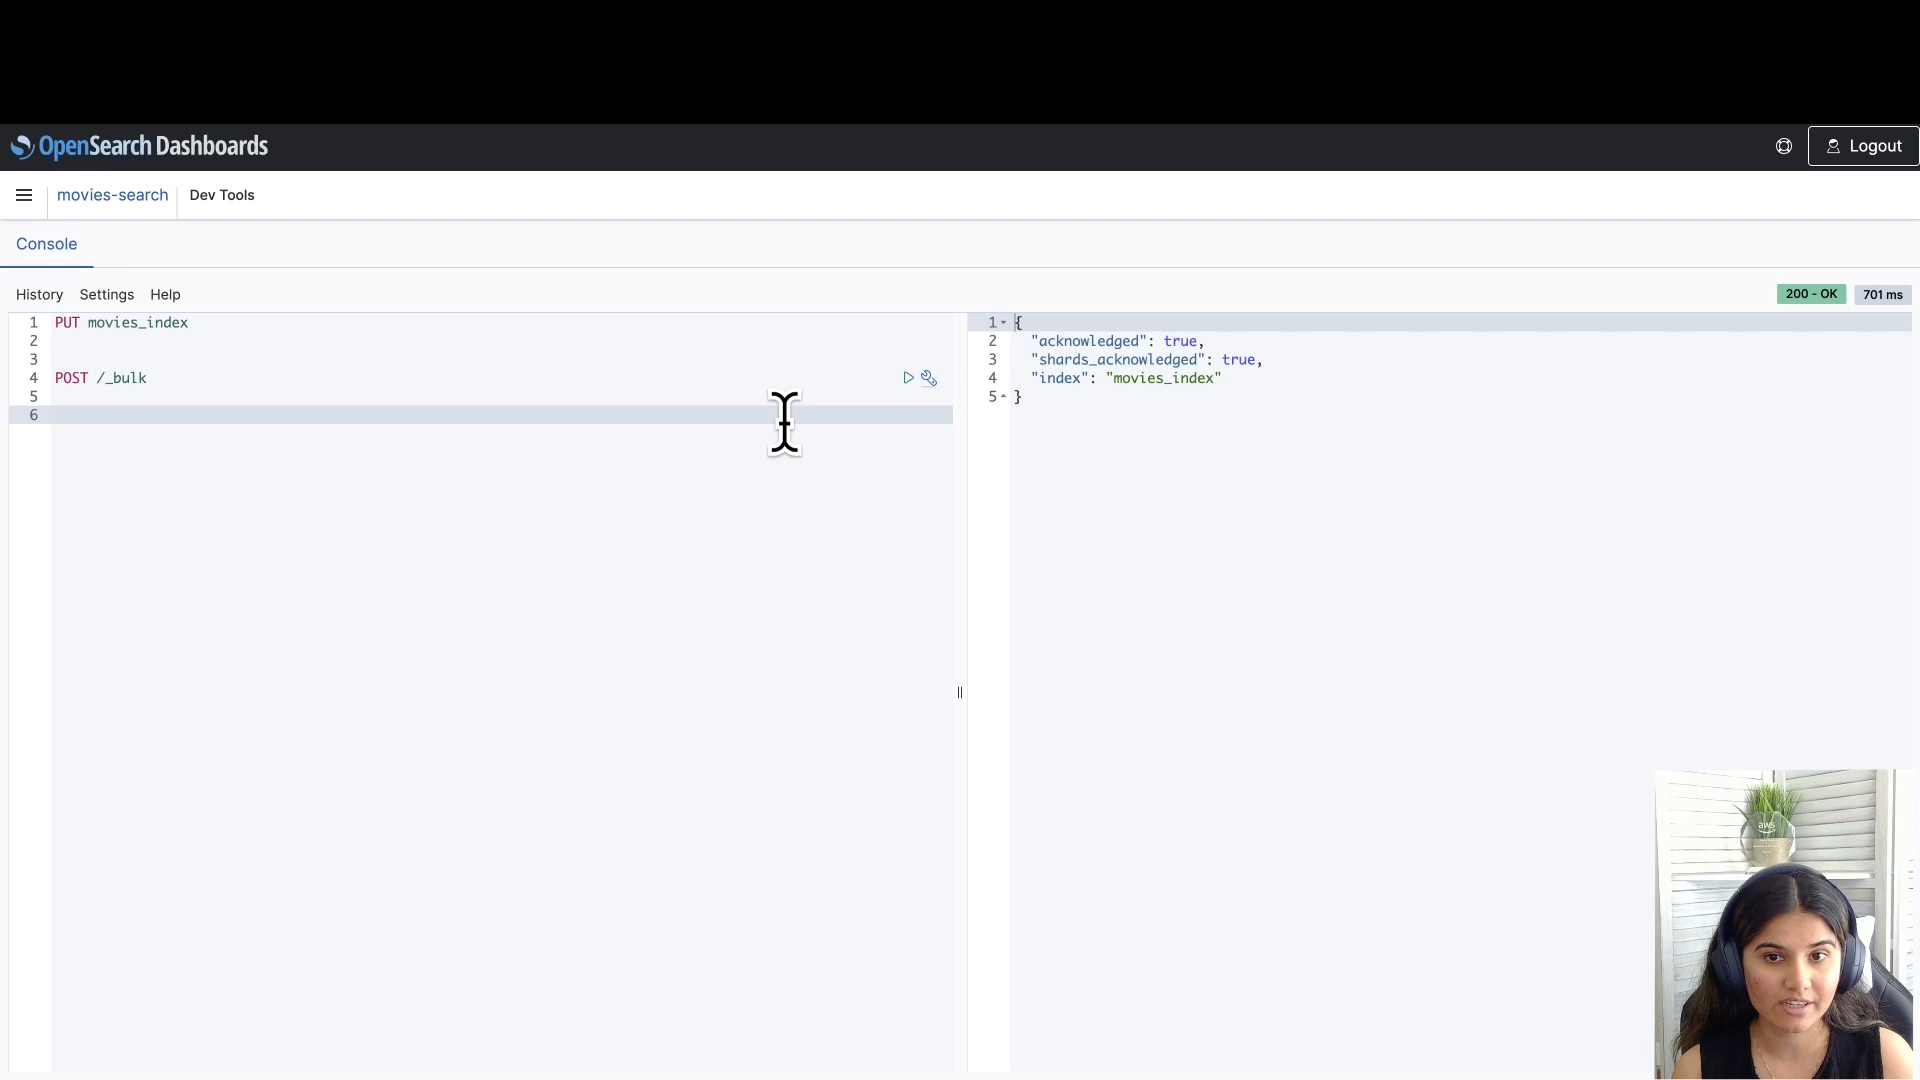 OpenSearch Dashboards
Logout
movies-search
Dev Tools
Console
History Settings Help
200 - OK
701 ms
1 PUT movies_index
2
3
4 POST /_bulk
5
6
1 {
2 "acknowledged": true,
3 "shards_acknowledged": true,
4 "index": "movies_index"
5 }
aws